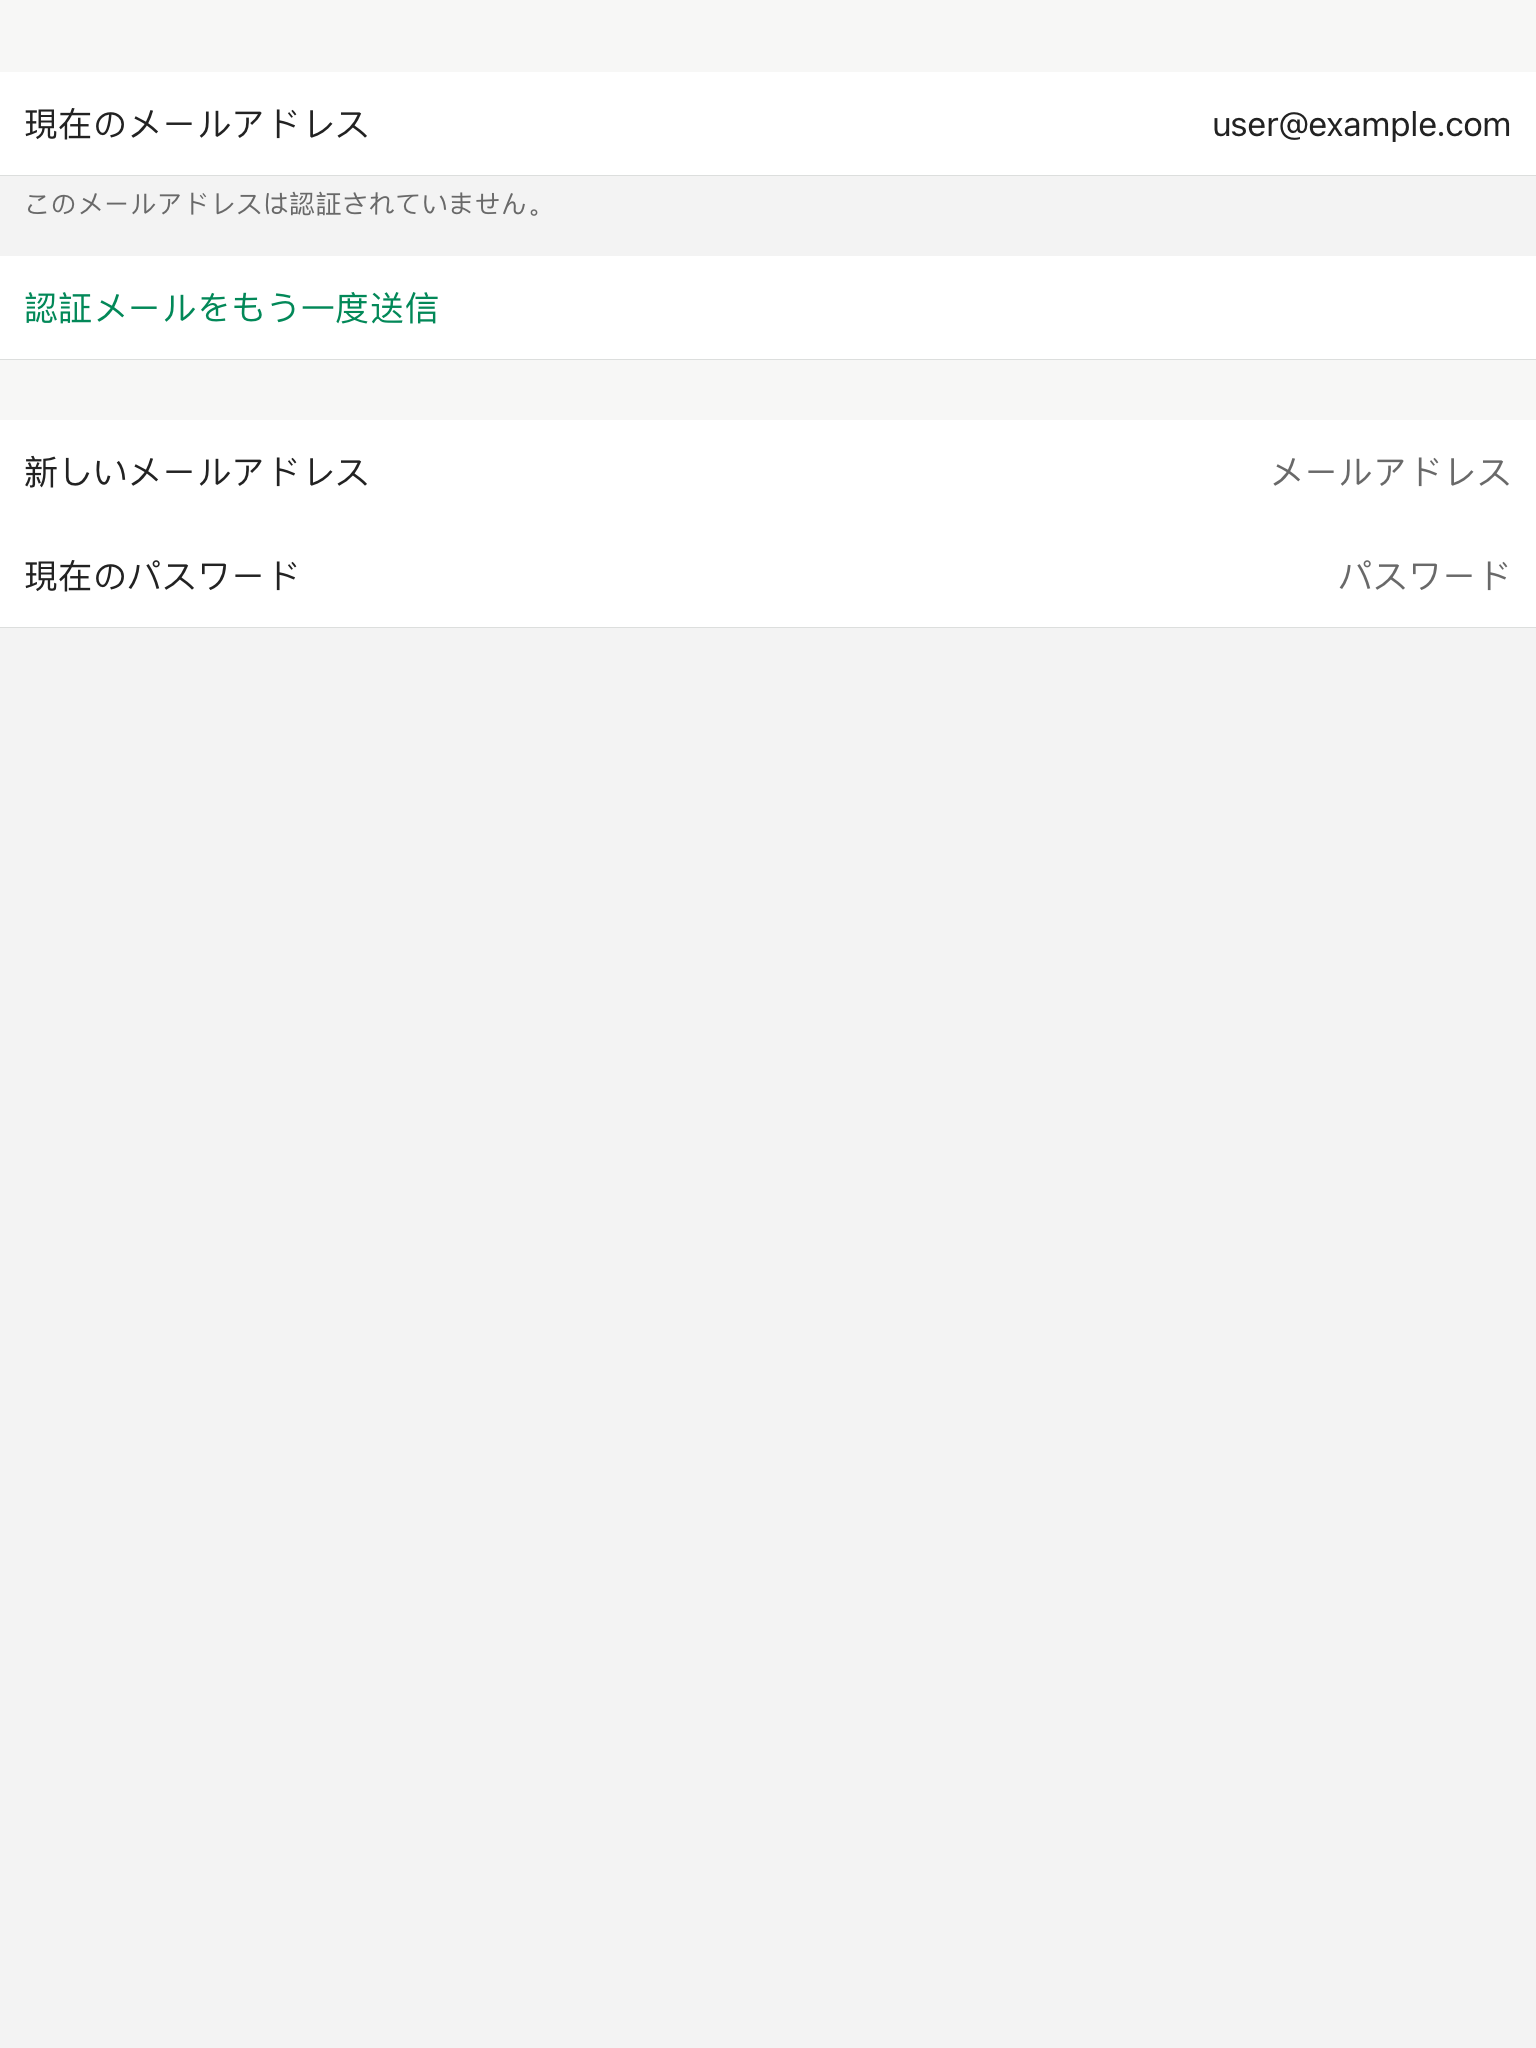 現在のメールアドレス user@example.com
このメールアドレスは認証されていません。
認証メールをもう一度送信
新しいメールアドレス メールアドレス
現在のパスワード パスワード